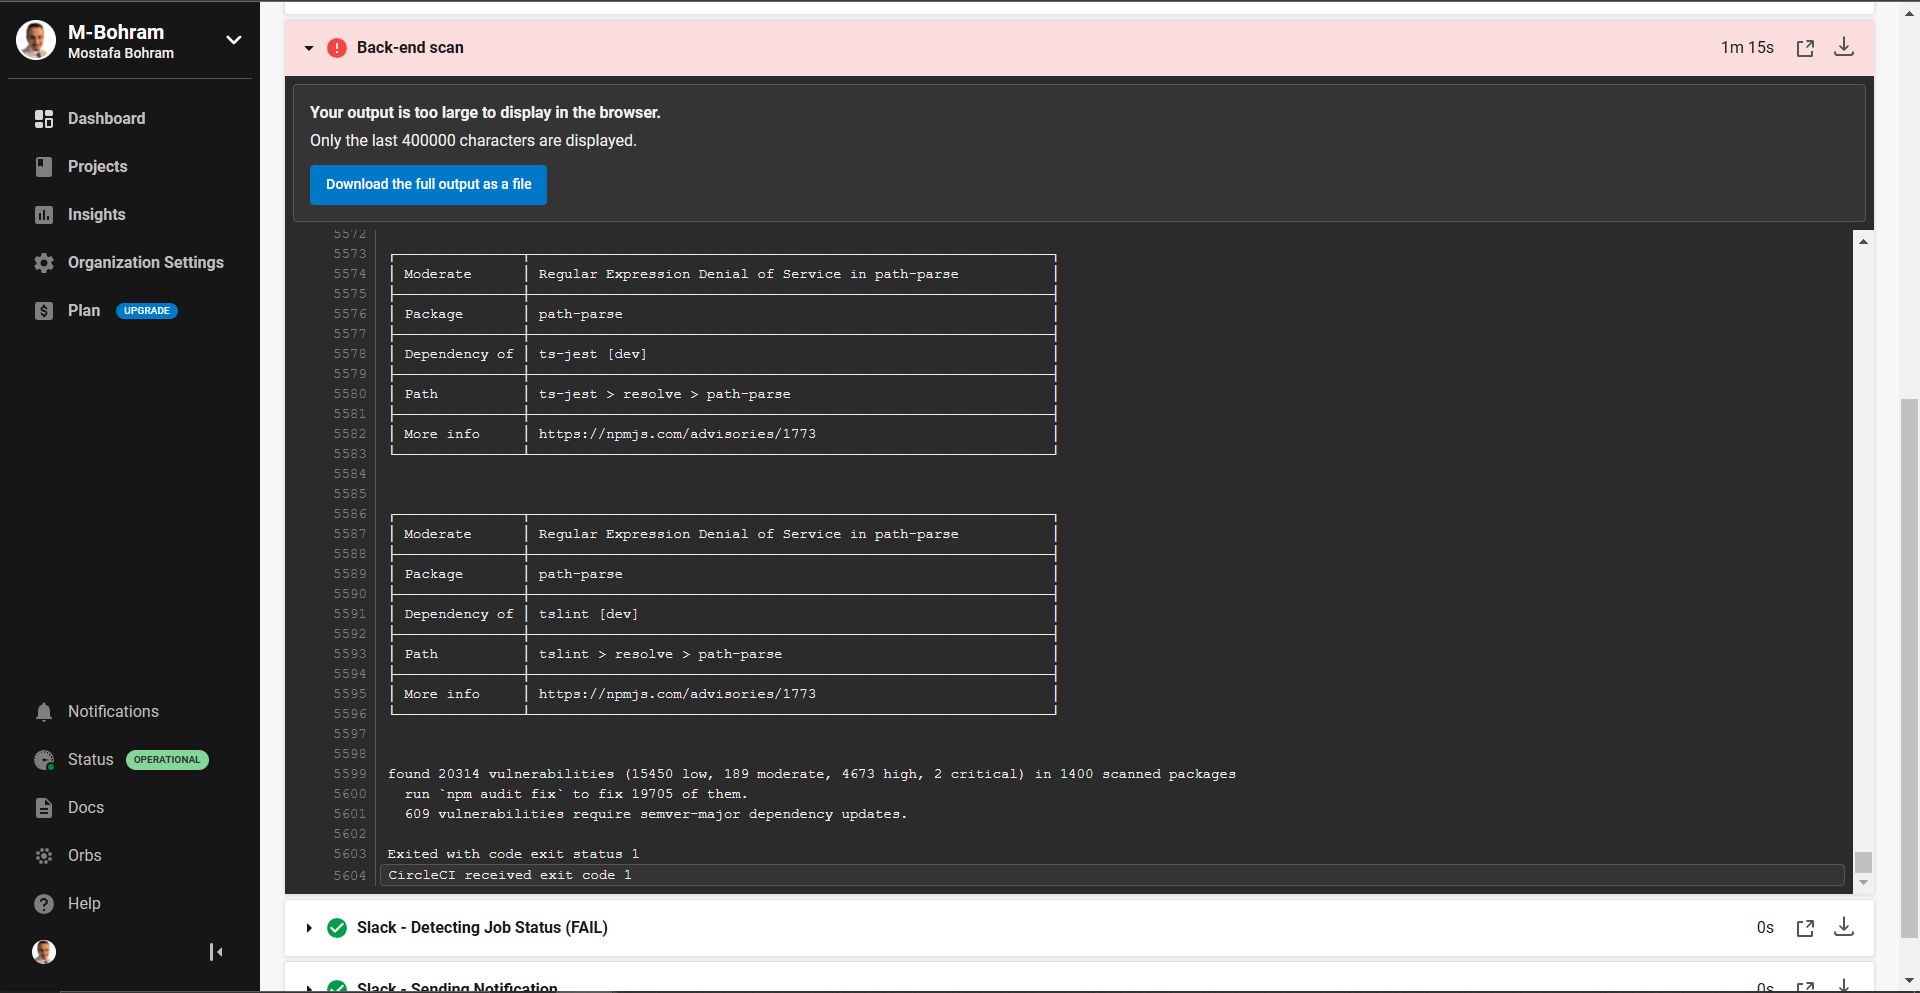 M-Bohram
Mostafa Bohram
Dashboard
Projects
Insights
Organization Settings
Plan UPGRADE
Notifications
Status OPERATIONAL
Docs
Orbs
Help
Back-end scan 1m 15s
Your output is too large to display in the browser.
Only the last 400000 characters are displayed.
Download the full output as a file
5572
5573
5574 Moderate Regular Expression Denial of Service in path-parse
5575
5576 Package path-parse
5577
5578 Dependency of ts-jest [dev]
5579
5580 Path ts-jest > resolve > path-parse
5581
5582 More info https://npmjs.com/advisories/1773
5583
5584
5585
5586
5587 Moderate Regular Expression Denial of Service in path-parse
5588
5589 Package path-parse
5590
5591 Dependency of tslint [dev]
5592
5593 Path tslint > resolve > path-parse
5594
5595 More info https://npmjs.com/advisories/1773
5596
5597
5598
5599 found 20314 vulnerabilities (15450 low, 189 moderate, 4673 high, 2 critical) in 1400 scanned packages
5600 run `npm audit fix` to fix 19705 of them.
5601 609 vulnerabilities require semver-major dependency updates.
5602
5603 Exited with code exit status 1
5604 CircleCI received exit code 1
Slack - Detecting Job Status (FAIL) 0s
Slack - Sending Notification 0s